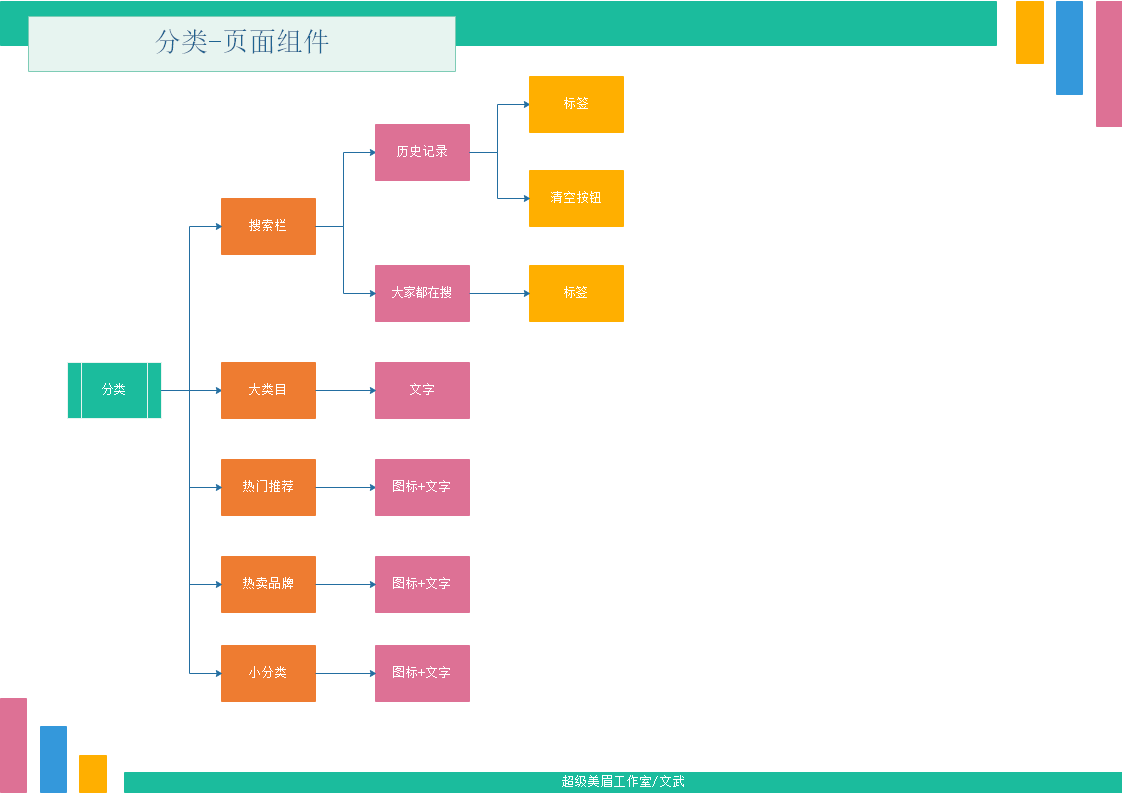 分类-页面组件
标签
历史记录
清空按钮
搜索栏
大家都在搜
标签
分类
大类目
文字
热门推荐
图标+文字
热卖品牌
图标+文字
小分类
图标+文字
超级美眉工作室/文武